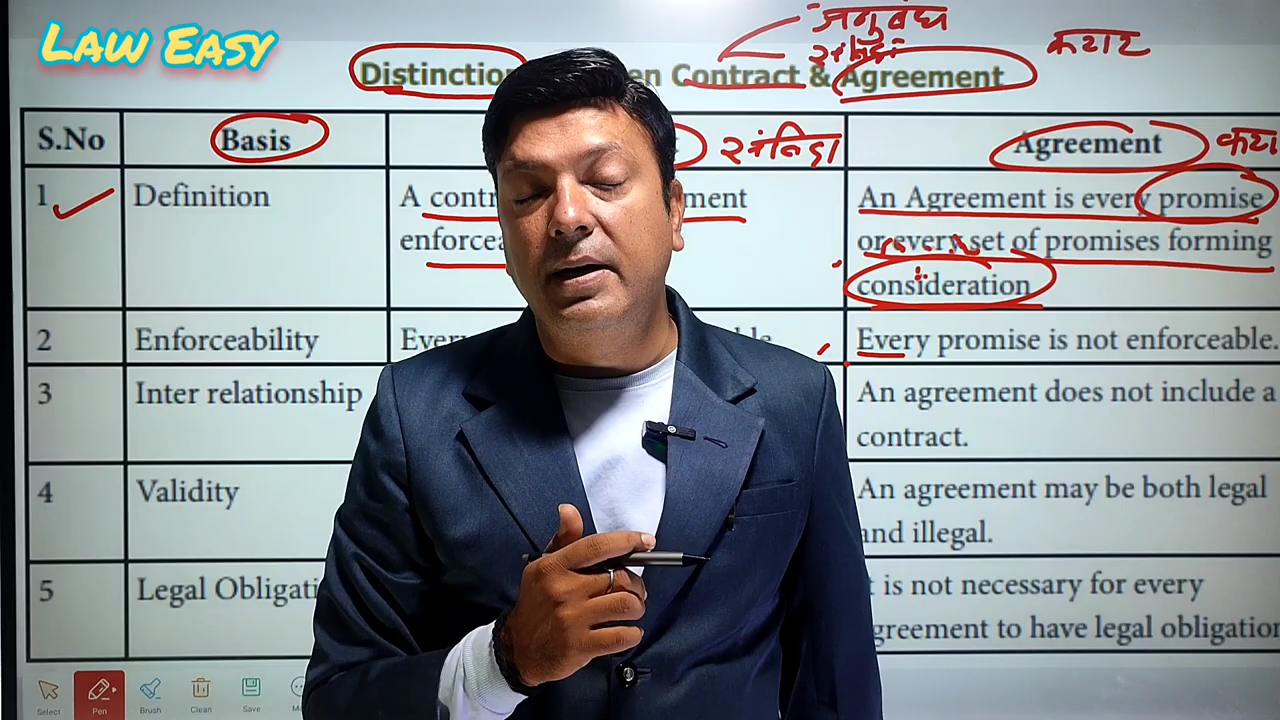 LAW EASY
अनुबंध
करार
Distinction en Contract & Agreement
S.No Basis संविदा Agreement
1 Definition A contr ment An Agreement is every promise
enforcea or every set of promises forming
consideration
2 Enforceability Every Every promise is not enforceable.
3 Inter relationship An agreement does not include a
contract.
4 Validity An agreement may be both legal
and illegal.
5 Legal Obligati t is not necessary for every
greement to have legal obligation
Select Pen Brush Clean Save